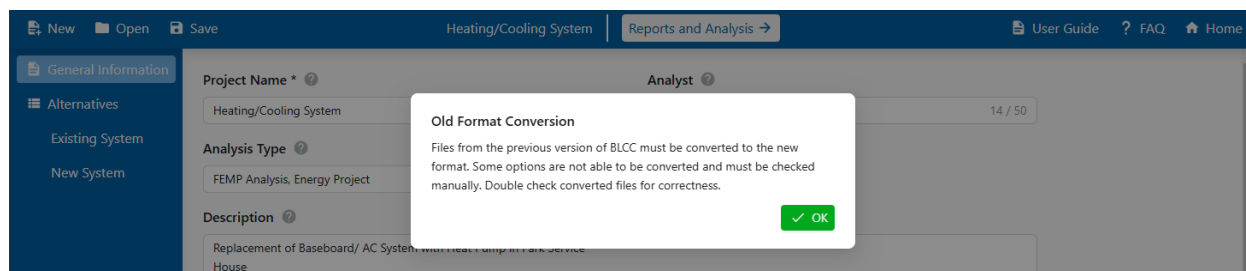 New Open Save Heating/Cooling System Reports and Analysis → User Guide ? FAQ Home
General Information
Alternatives
Existing System
New System
Project Name * ?
Analyst ?
Heating/Cooling System
14 / 50
Analysis Type ?
FEMP Analysis, Energy Project
Description ?
Replacement of Baseboard/ AC System with Heat Pump in Park Service
House
Old Format Conversion
Files from the previous version of BLCC must be converted to the new
format. Some options are not able to be converted and must be checked
manually. Double check converted files for correctness.
✓ OK